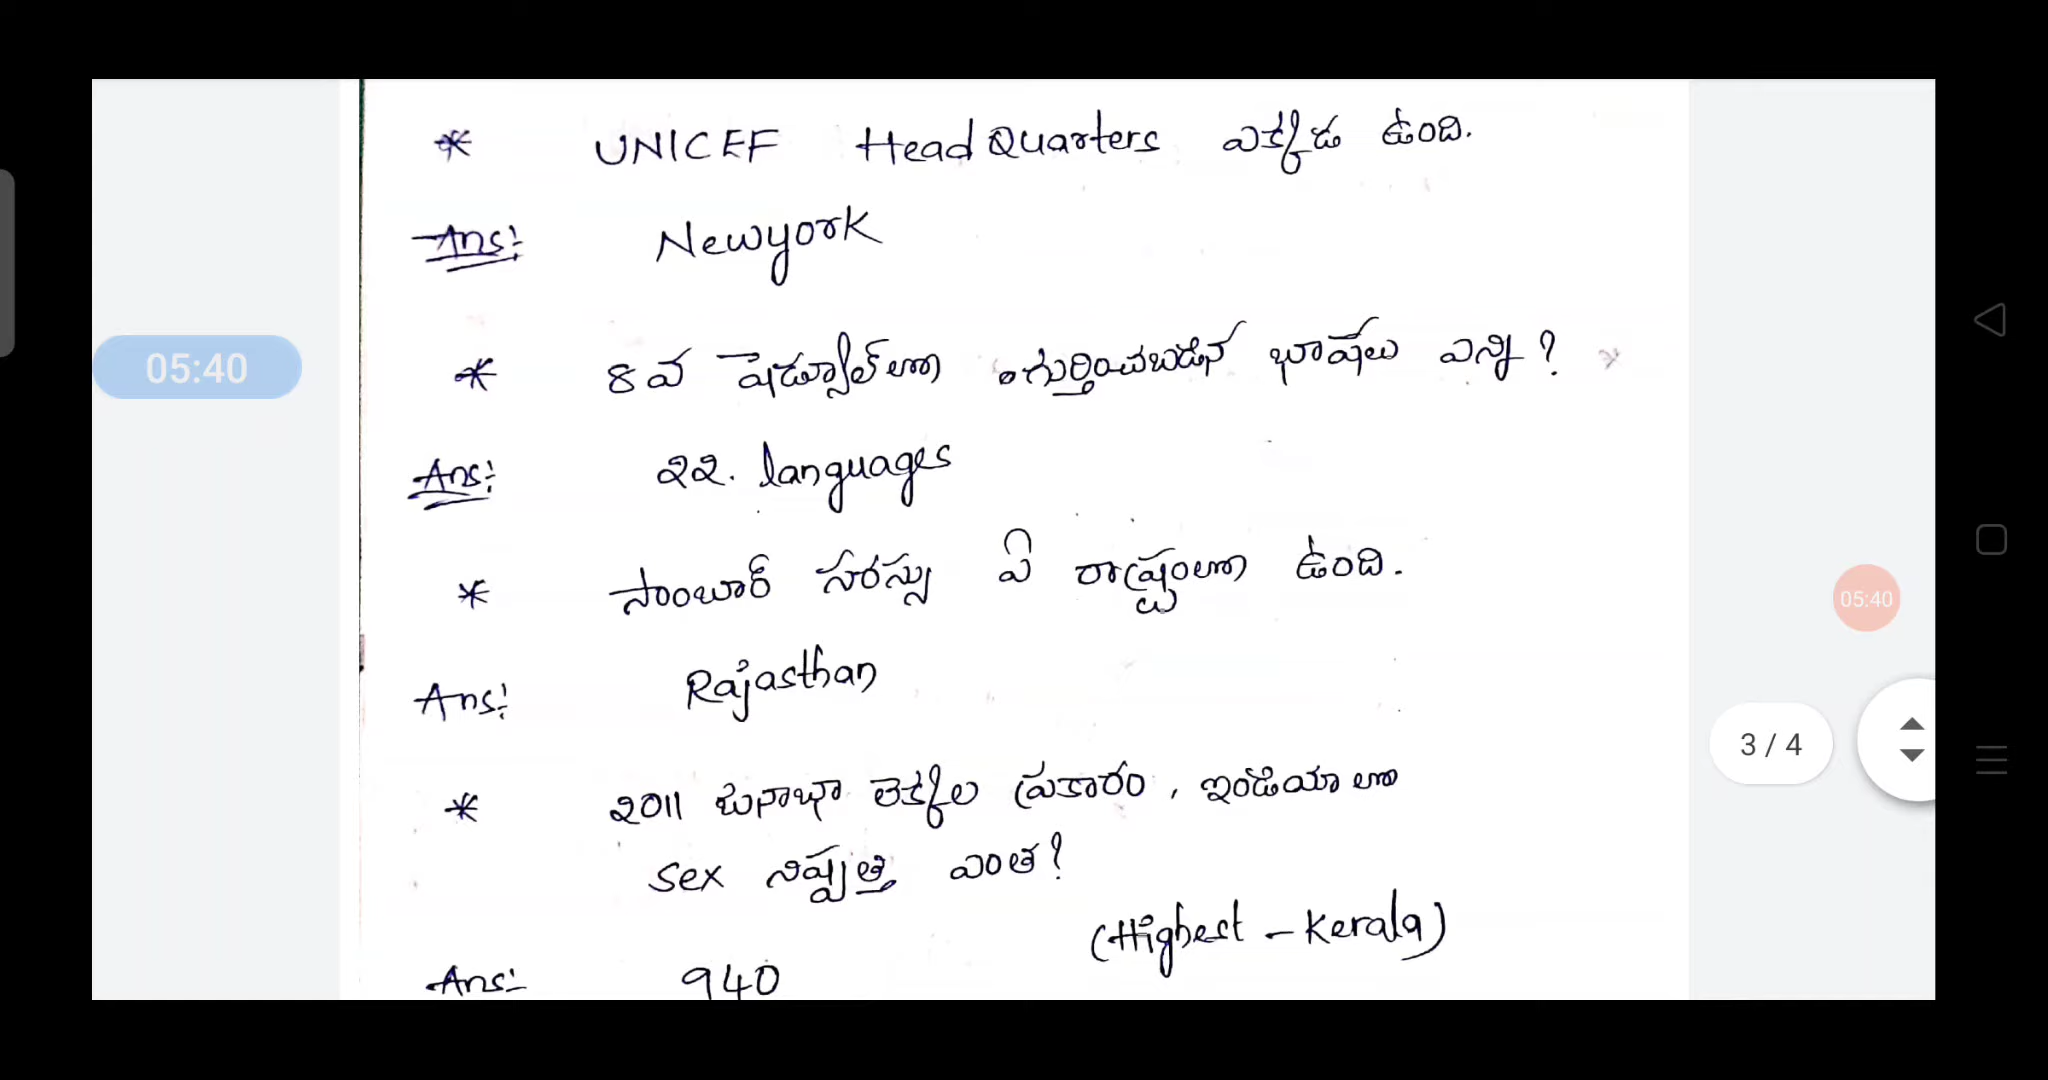 * UNICEF Head Quarters ఎక్కడ ఉంది.
Ans: Newyork
* 8వ షెడ్యూల్‌లో గుర్తించబడిన భాషలు ఎన్ని?
05:40
Ans: 22. languages
* సాంబార్ సరస్సు ఏ రాష్ట్రంలో ఉంది.
05:40
Ans: Rajasthan
3 / 4
* 2011 జనాభా లెక్కల ప్రకారం, ఇండియా లో
Sex నిష్పత్తి ఎంత?
(Highest - Kerala)
Ans:- 940